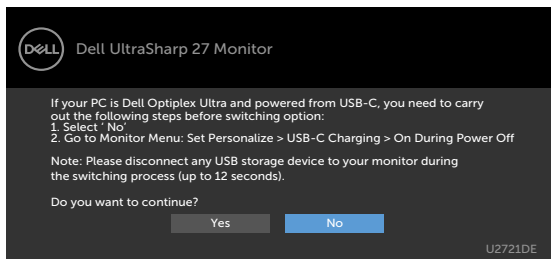 DELL
Dell UltraSharp 27 Monitor
If your PC is Dell Optiplex Ultra and powered from USB-C, you need to carry
out the following steps before switching option:
1. Select ‘ No’
2. Go to Monitor Menu: Set Personalize > USB-C Charging > On During Power Off
Note: Please disconnect any USB storage device to your monitor during
the switching process (up to 12 seconds).
Do you want to continue?
Yes No
U2721DE